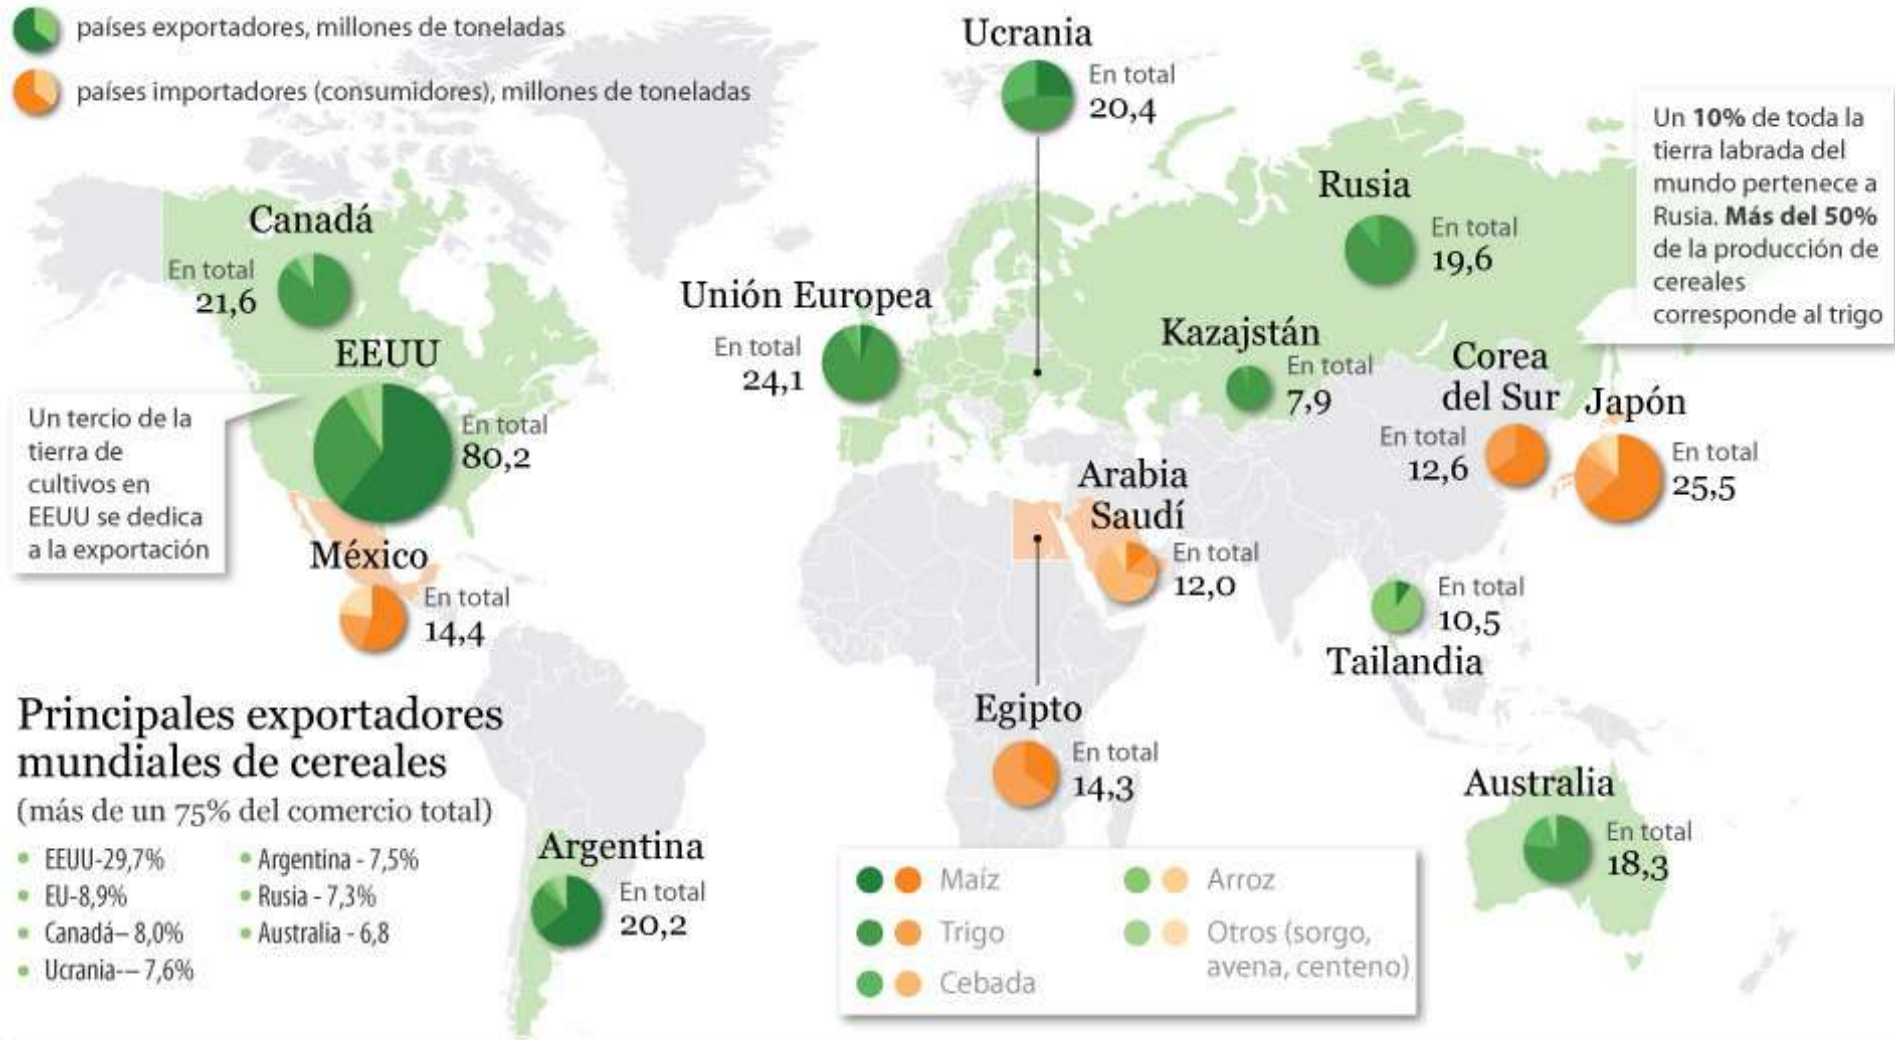 países exportadores, millones de toneladas
países importadores (consumidores), millones de toneladas
Ucrania
En total
20,4
Un 10% de toda la
tierra labrada del
mundo pertenece a
Rusia. Más del 50%
de la producción de
cereales
corresponde al trigo
Rusia
En total
19,6
Canadá
En total
21,6
Unión Europea
En total
24,1
Kazajstán
En total
7,9
EEUU
En total
80,2
Corea
del Sur
En total
12,6
Japón
En total
25,5
Un tercio de la
tierra de
cultivos en
EEUU se dedica
a la exportación
Arabia
Saudí
En total
12,0
México
En total
14,4
En total
10,5
Tailandia
Egipto
En total
14,3
Principales exportadores
mundiales de cereales
(más de un 75% del comercio total)
• EEUU-29,7%
• EU-8,9%
• Canadá– 8,0%
• Ucrania-– 7,6%
• Argentina - 7,5%
• Rusia - 7,3%
• Australia - 6,8
Argentina
En total
20,2
Australia
En total
18,3
Maíz
Trigo
Cebada
Arroz
Otros (sorgo,
avena, centeno)